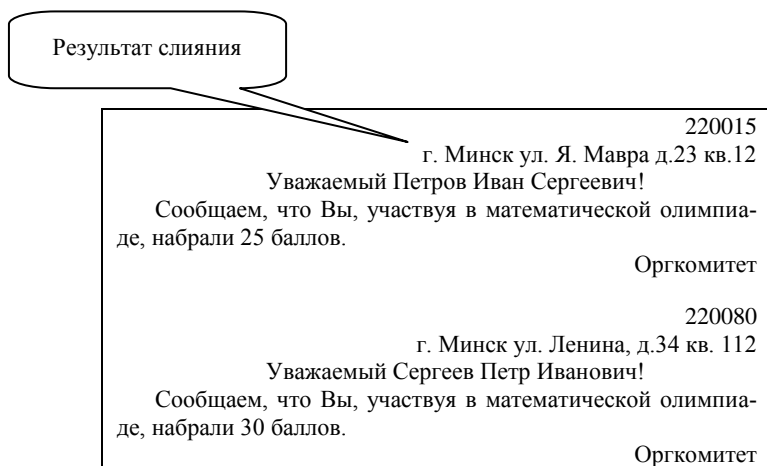 Результат слияния
220015
г. Минск ул. Я. Мавра д.23 кв.12
Уважаемый Петров Иван Сергеевич!
Сообщаем, что Вы, участвуя в математической олимпиа-
де, набрали 25 баллов.
Оргкомитет
220080
г. Минск ул. Ленина, д.34 кв. 112
Уважаемый Сергеев Петр Иванович!
Сообщаем, что Вы, участвуя в математической олимпиа-
де, набрали 30 баллов.
Оргкомитет